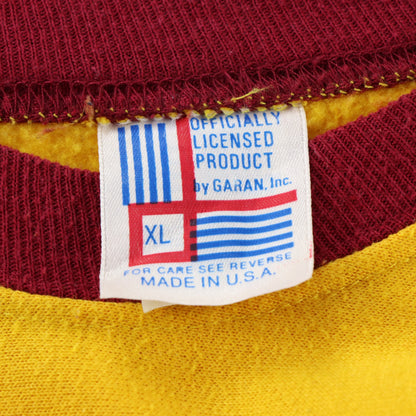 OFFICIALLY
LICENSED
PRODUCT
by GARAN, Inc.
XL
FOR CARE SEE REVERSE
MADE IN U.S.A.